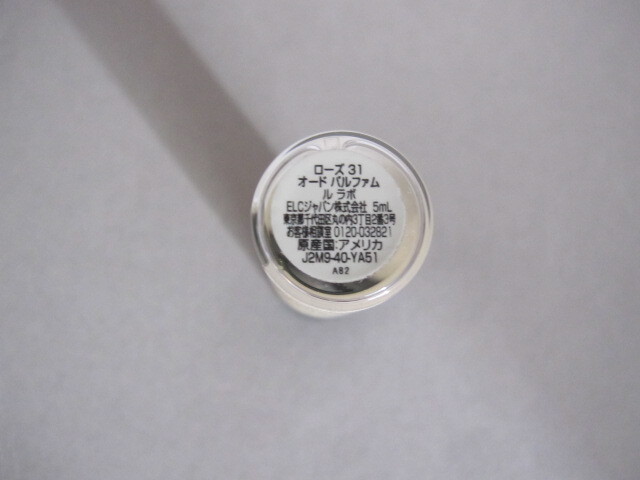 ローズ 31
オード パルファム
ル ラボ
ELCジャパン株式会社 5mL
東京都千代田区丸の内3丁目2番3号
お客様相談室 0120-032821
原産国:アメリカ
J2M9-40-YA51
AB2